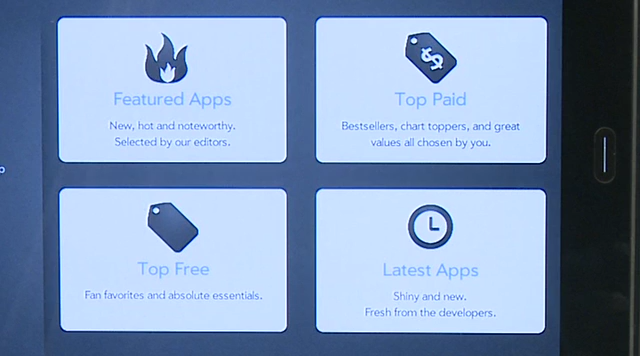 Featured Apps
New, hot and noteworthy.
Selected by our editors.
Top Paid
Bestsellers, chart toppers, and great
values all chosen by you.
Top Free
Fan favorites and absolute essentials.
Latest Apps
Shiny and new.
Fresh from the developers.